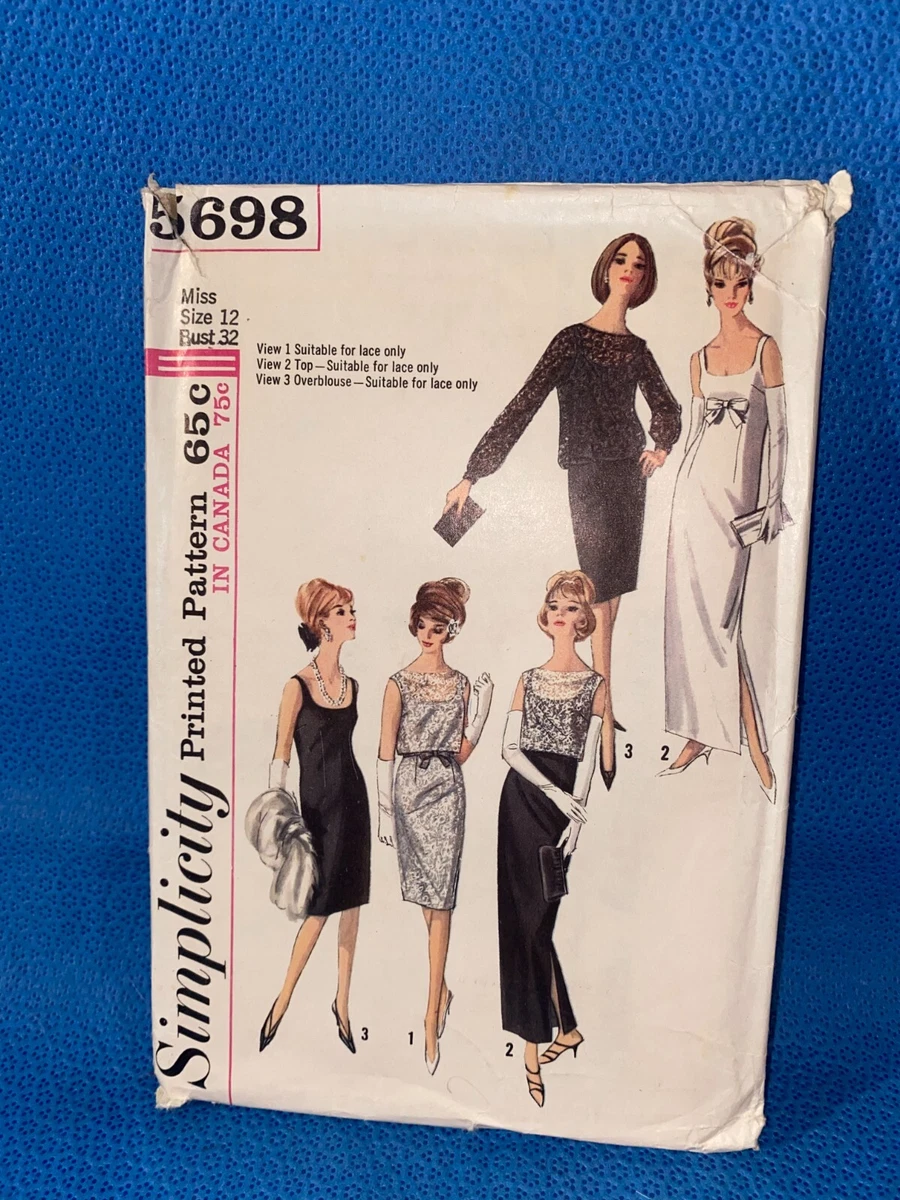 5698
Miss
Size 12
Bust 32
View 1 Suitable for lace only
View 2 Top—Suitable for lace only
View 3 Overblouse—Suitable for lace only
Simplicity Printed Pattern 65c
IN CANADA 75c
3
2
3
1
2